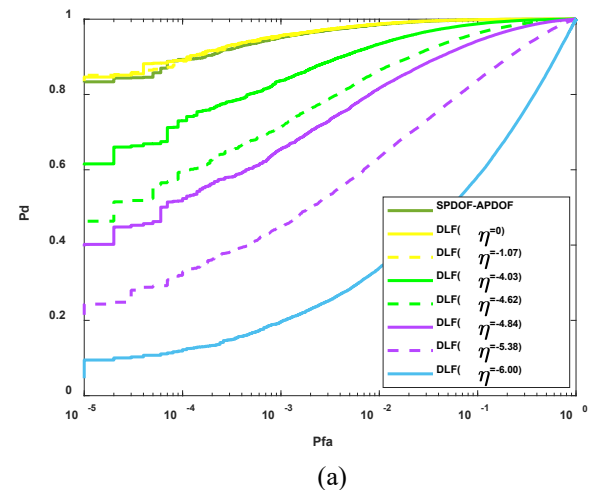 1
0.8
0.6
0.4
0.2
0
Pd
SPDOF-APDOF
DLF( η=0)
DLF( η=-1.07)
DLF( η=-4.03)
DLF( η=-4.62)
DLF( η=-4.84)
DLF( η=-5.38)
DLF( η=-6.00)
10 -5 10 -4 10 -3 10 -2 10 -1 10 0
Pfa
(a)